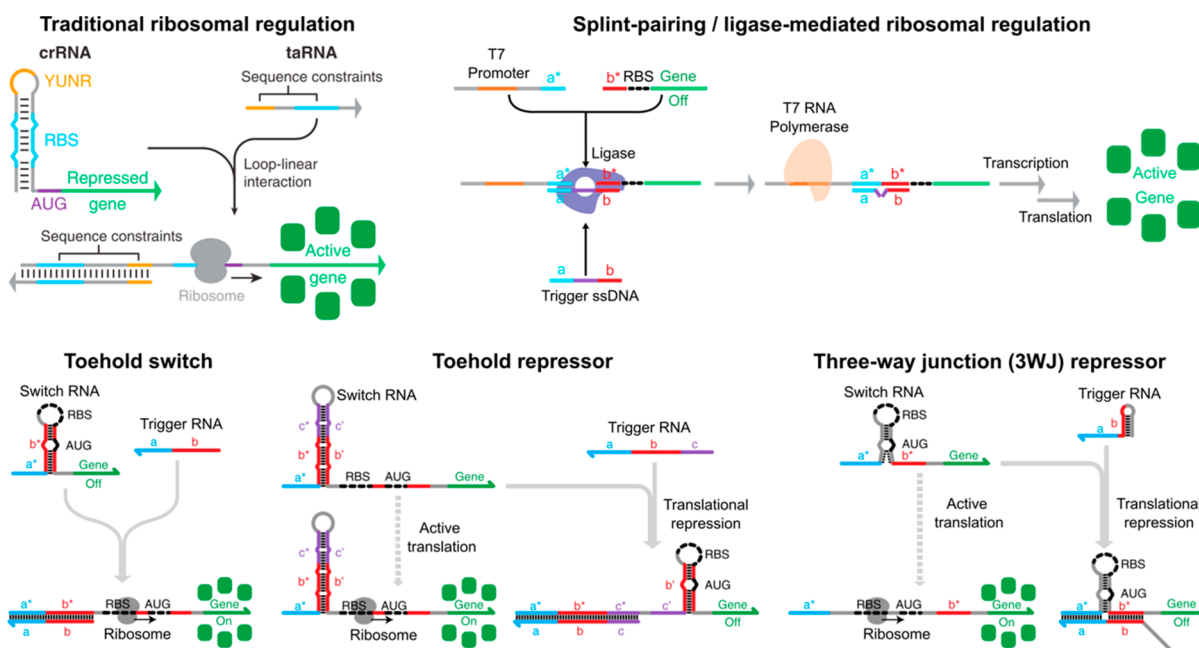 Traditional ribosomal regulation
crRNA
YUNR
RBS
Repressed
gene
AUG
taRNA
Sequence constraints
Loop-linear
interaction
Sequence constraints
Ribosome
Active
gene
Splint-pairing / ligase-mediated ribosomal regulation
T7
Promoter
a*
b*
RBS
Gene
Off
Ligase
a*
b*
a
b
a
b
Trigger ssDNA
T7 RNA
Polymerase
a*
b*
a
b
Transcription
Translation
Active
Gene
Toehold switch
Switch RNA
RBS
b*
AUG
a*
Gene
Off
Trigger RNA
a
b
a*
b*
RBS
AUG
Gene
On
a
b
Ribosome
Toehold repressor
Switch RNA
c*
c'
b*
b'
a*
RBS
AUG
Gene
Active
translation
c*
c'
b*
b'
a*
RBS
AUG
Gene
On
Ribosome
Trigger RNA
a
b
c
Translational
repression
RBS
b'
AUG
a*
b*
c*
c'
Gene
Off
a
b
c
Three-way junction (3WJ) repressor
Switch RNA
RBS
AUG
a*
b*
Gene
Active
translation
a*
RBS
AUG
b*
Gene
On
Ribosome
Trigger RNA
a
b
Translational
repression
RBS
AUG
a*
b*
Gene
Off
a
b